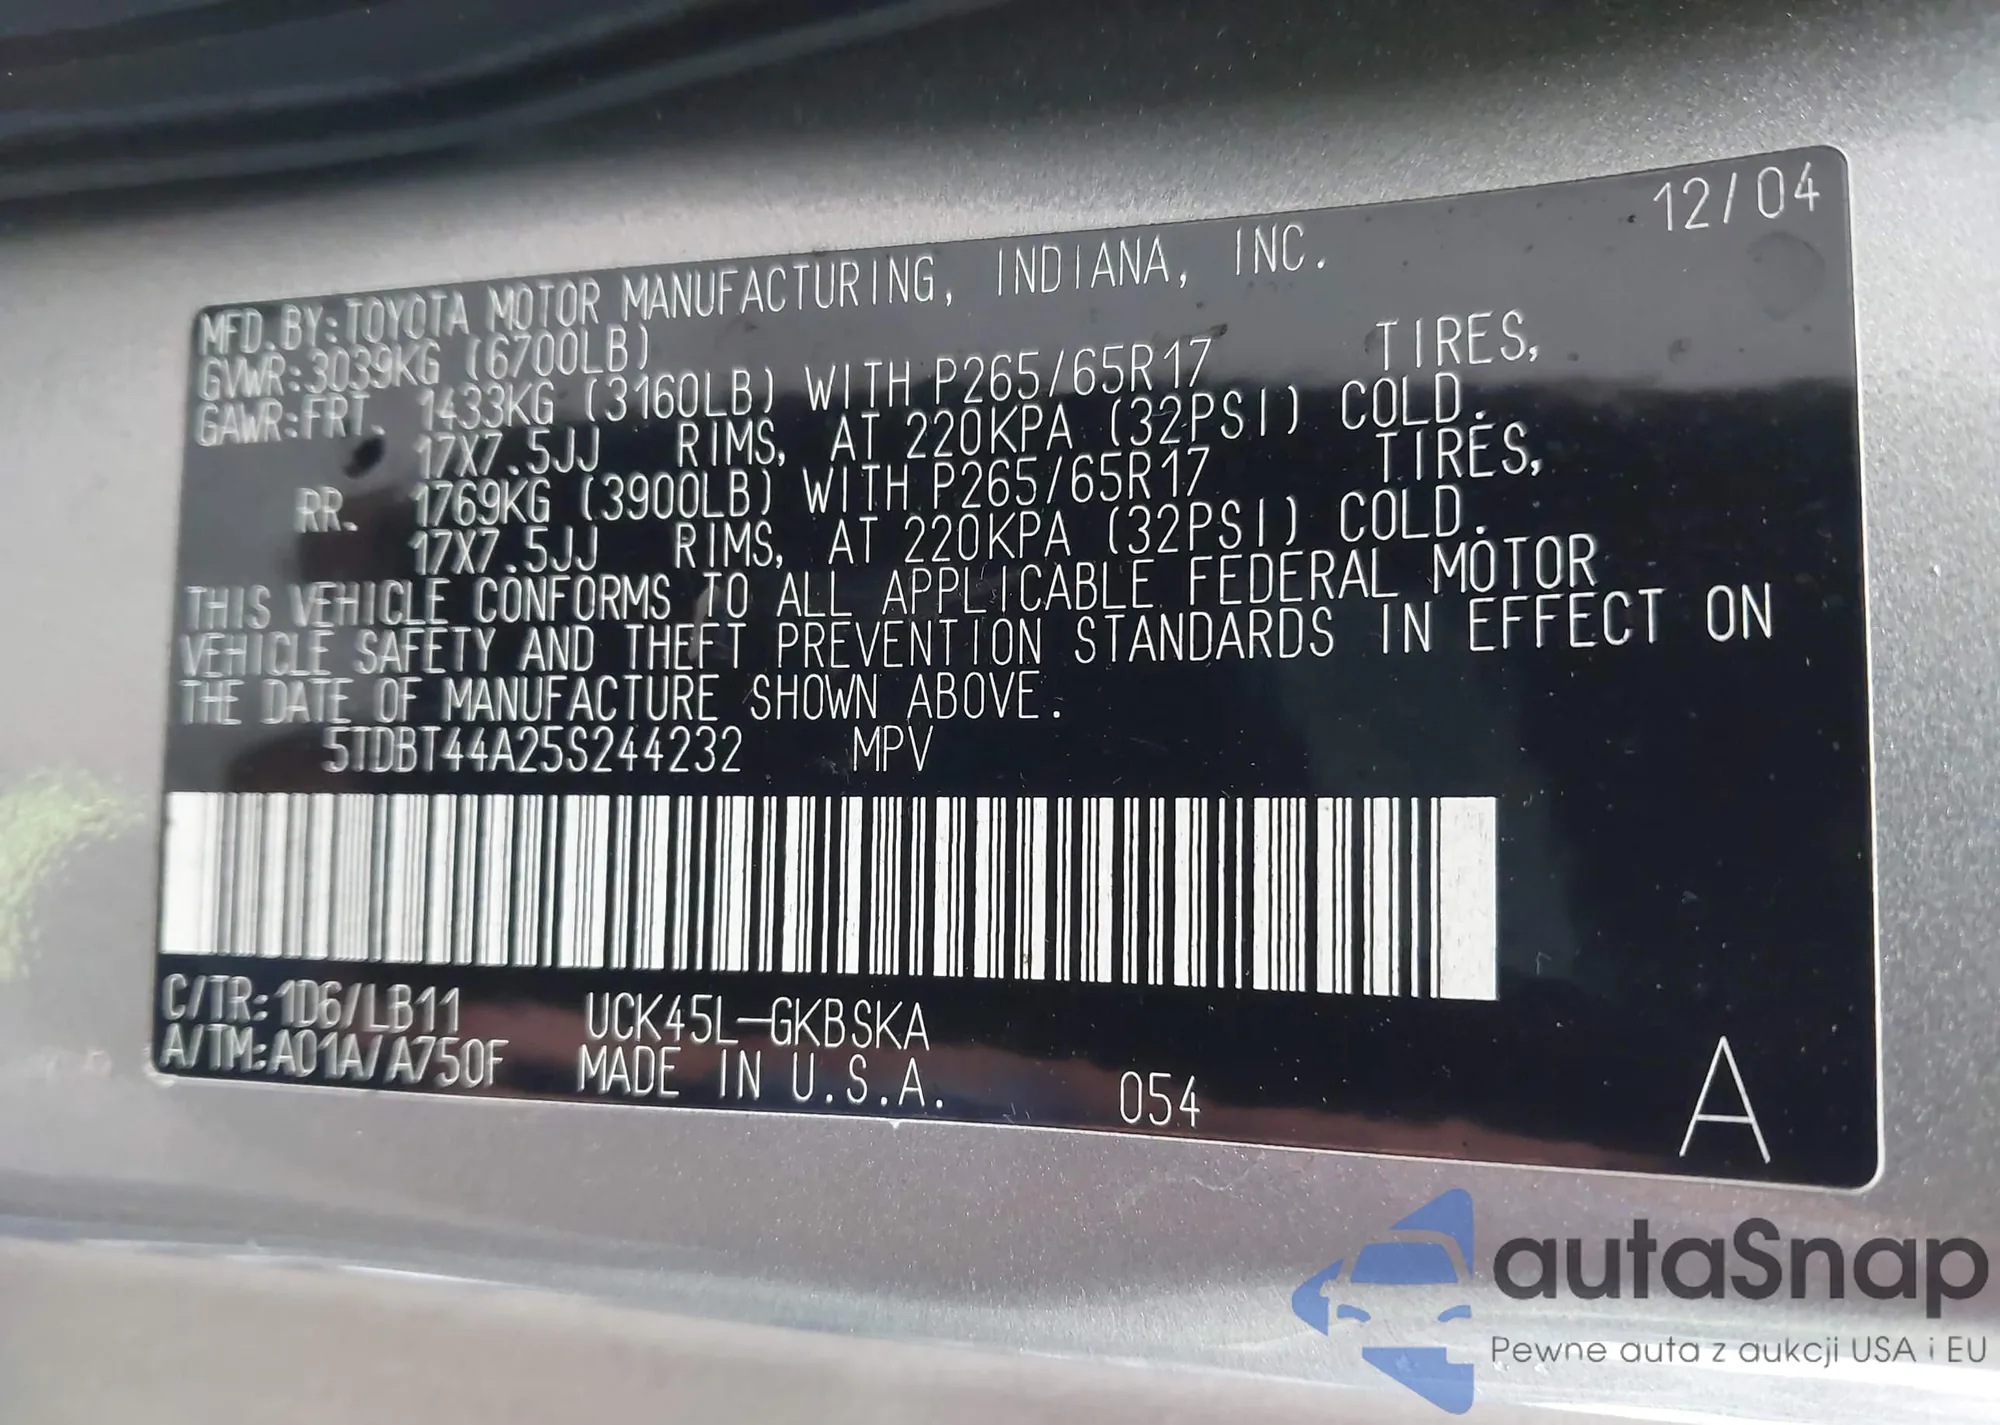 12/04
MFD.BY:TOYOTA MOTOR MANUFACTURING, INDIANA, INC.
GVWR:3039KG (6700LB)
GAWR:FRT. 1433KG (3160LB) WITH P265/65R17 TIRES,
17X7.5JJ RIMS, AT 220KPA (32PSI) COLD.
RR. 1769KG (3900LB) WITH P265/65R17 TIRES,
17X7.5JJ RIMS, AT 220KPA (32PSI) COLD.
THIS VEHICLE CONFORMS TO ALL APPLICABLE FEDERAL MOTOR
VEHICLE SAFETY AND THEFT PREVENTION STANDARDS IN EFFECT ON
THE DATE OF MANUFACTURE SHOWN ABOVE.
5TDBT44A25S244232 MPV
C/TR:1D6/LB11 UCK45L-GKBSKA
A/TM:A01A/A750F MADE IN U.S.A. 054 A
autaSnap
Pewne auta z aukcji USA i EU